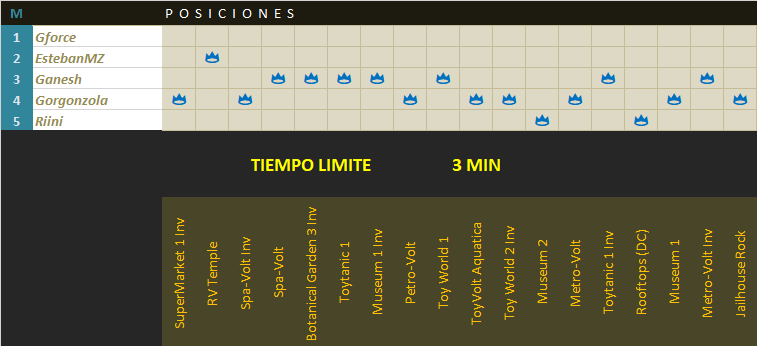 M POSICIONES
1 Gforce
2 EstebanMZ
3 Ganesh
4 Gorgonzola
5 Riini
TIEMPO LIMITE 3 MIN
SuperMarket 1 Inv
RV Temple
Spa-Volt Inv
Spa-Volt
Botanical Garden 3 Inv
Toytanic 1
Museum 1 Inv
Petro-Volt
Toy World 1
ToyVolt Aquatica
Toy World 2 Inv
Museum 2
Metro-Volt
Toytanic 1 Inv
Rooftops (DC)
Museum 1
Metro-Volt Inv
Jailhouse Rock